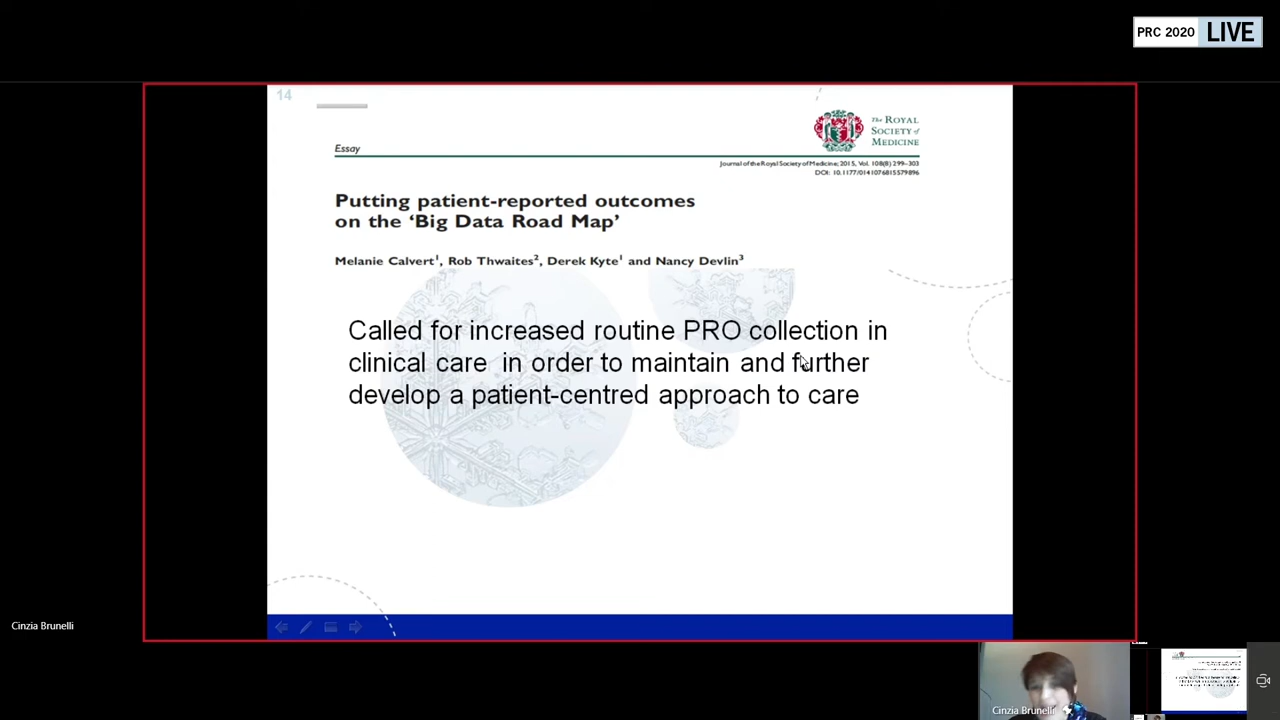 PRC 2020 LIVE
14
The ROYAL
SOCIETY of
MEDICINE
Essay
Journal of the Royal Society of Medicine; 2015, Vol. 108(8) 299–303
DOI: 10.1177/0141076815579896
Putting patient-reported outcomes
on the ‘Big Data Road Map’
Melanie Calvert1, Rob Thwaites2, Derek Kyte1 and Nancy Devlin3
Called for increased routine PRO collection in
clinical care in order to maintain and further
develop a patient-centred approach to care
Cinzia Brunelli
Cinzia Brunelli